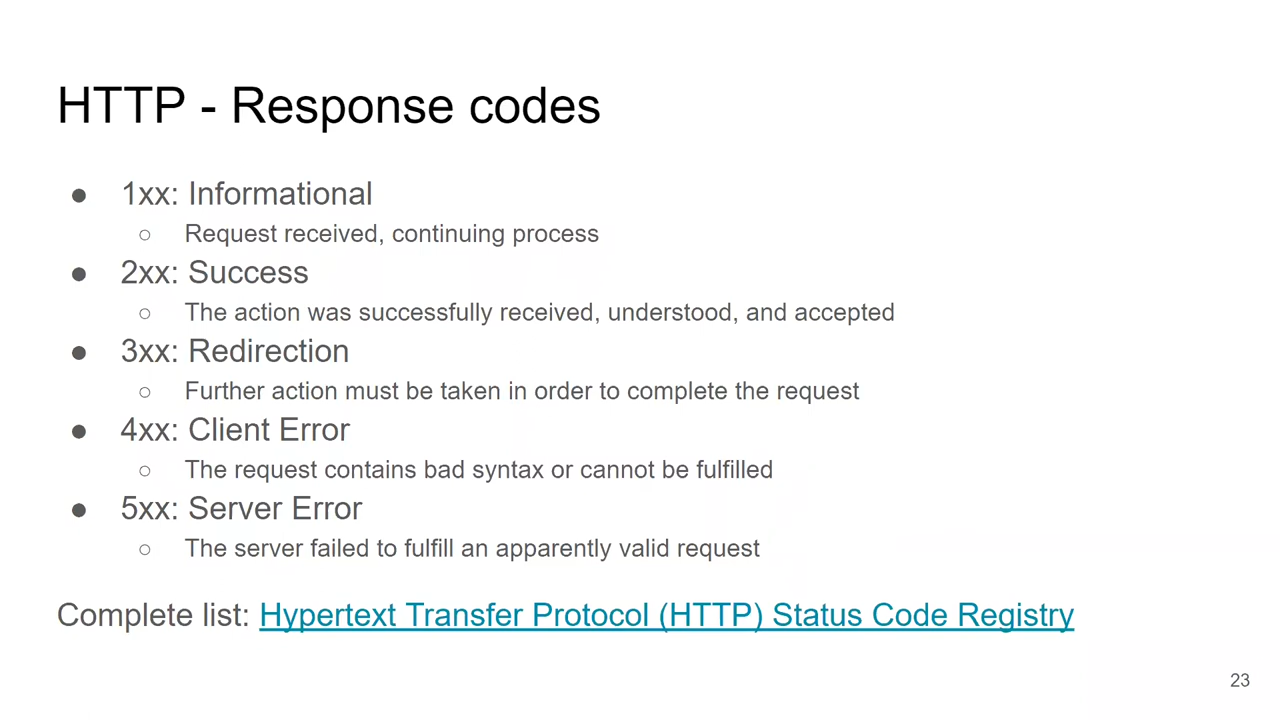 HTTP - Response codes
● 1xx: Informational
○ Request received, continuing process
● 2xx: Success
○ The action was successfully received, understood, and accepted
● 3xx: Redirection
○ Further action must be taken in order to complete the request
● 4xx: Client Error
○ The request contains bad syntax or cannot be fulfilled
● 5xx: Server Error
○ The server failed to fulfill an apparently valid request
Complete list: Hypertext Transfer Protocol (HTTP) Status Code Registry
23